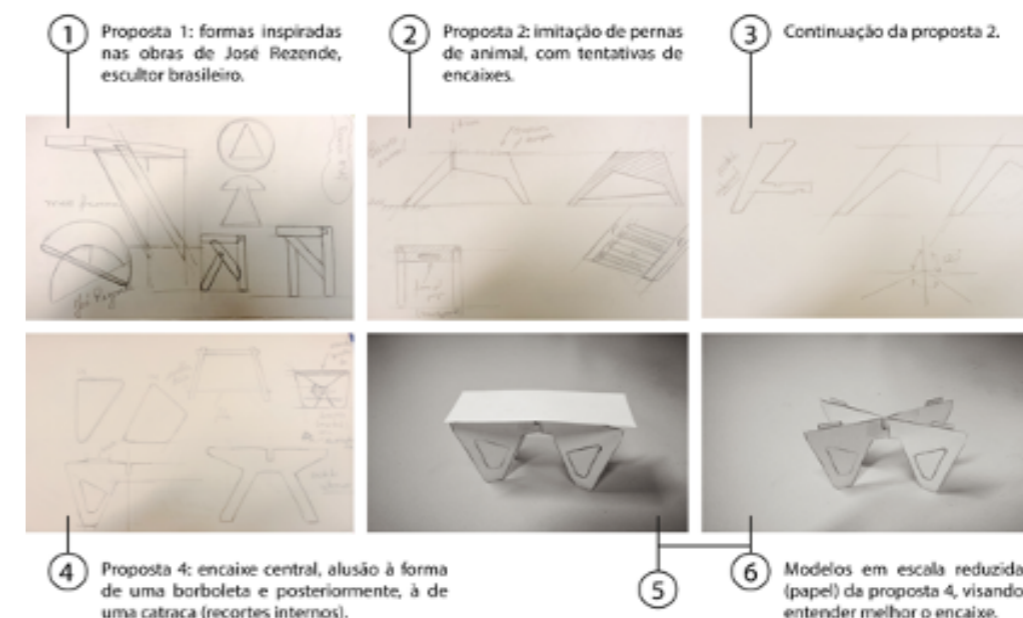 1
Proposta 1: formas inspiradas
nas obras de José Rezende,
escultor brasileiro.
2
Proposta 2: imitação de pernas
de animal, com tentativas de
encaixes.
3
Continuação da proposta 2.
4
Proposta 4: encaixe central, alusão à forma
de uma borboleta e posteriormente, à de
uma catraca (recortes internos).
5
6
Modelos em escala reduzida
(papel) da proposta 4, visando
entender melhor o encaixe.